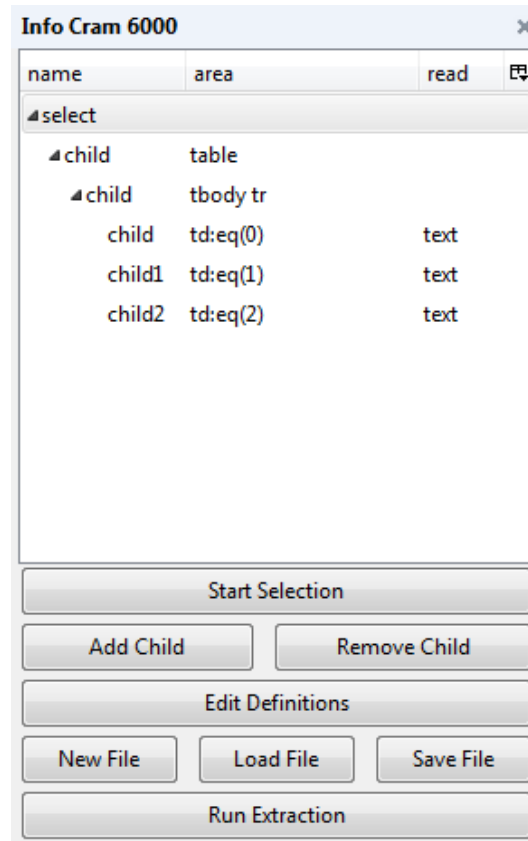 Info Cram 6000
name area read
select
child table
child tbody tr
child td:eq(0) text
child1 td:eq(1) text
child2 td:eq(2) text
Start Selection
Add Child Remove Child
Edit Definitions
New File Load File Save File
Run Extraction